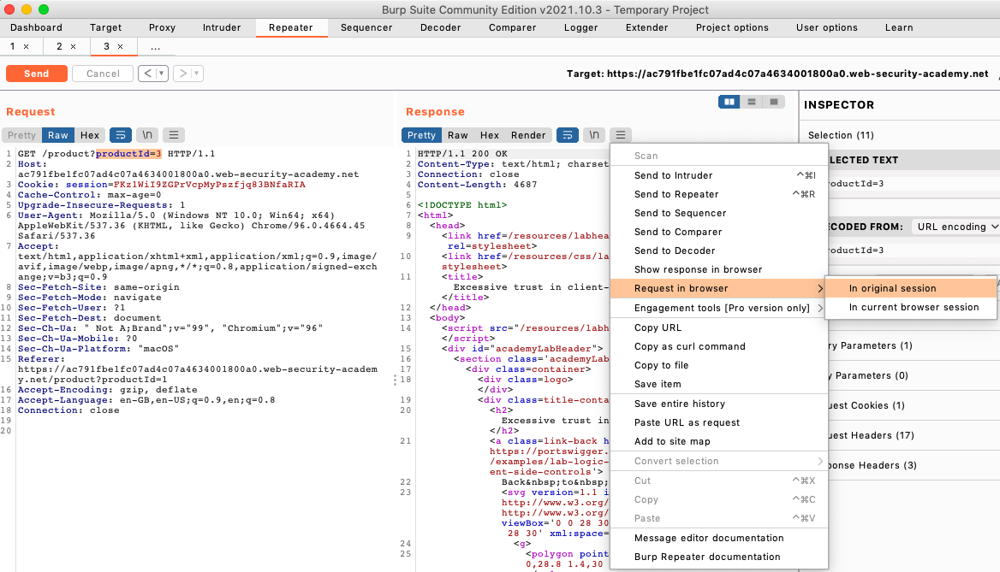 Burp Suite Community Edition v2021.10.3 - Temporary Project
Dashboard Target Proxy Intruder Repeater Sequencer Decoder Comparer Logger Extender Project options User options Learn
1 × 2 × 3 × ...
Send Cancel < > Target: https://ac791fbe1fc07ad4c07a4634001800a0.web-security-academy.net
Request
Pretty Raw Hex \n
1 GET /product?productId=3 HTTP/1.1
2 Host:
ac791fbe1fc07ad4c07a4634001800a0.web-security-academy.net
3 Cookie: session=FKz1WiI9ZGPrVcpMyPszfjq83BNfaRIA
4 Cache-Control: max-age=0
5 Upgrade-Insecure-Requests: 1
6 User-Agent: Mozilla/5.0 (Windows NT 10.0; Win64; x64)
AppleWebKit/537.36 (KHTML, like Gecko) Chrome/96.0.4664.45
Safari/537.36
7 Accept:
text/html,application/xhtml+xml,application/xml;q=0.9,image/
avif,image/webp,image/apng,*/*;q=0.8,application/signed-exch
ange;v=b3;q=0.9
8 Sec-Fetch-Site: same-origin
9 Sec-Fetch-Mode: navigate
10 Sec-Fetch-User: ?1
11 Sec-Fetch-Dest: document
12 Sec-Ch-Ua: " Not A;Brand";v="99", "Chromium";v="96"
13 Sec-Ch-Ua-Mobile: ?0
14 Sec-Ch-Ua-Platform: "macOS"
15 Referer:
https://ac791fbe1fc07ad4c07a4634001800a0.web-security-academ
y.net/product?productId=1
16 Accept-Encoding: gzip, deflate
17 Accept-Language: en-GB,en-US;q=0.9,en;q=0.8
18 Connection: close
19
20
Response
Pretty Raw Hex Render \n
1 HTTP/1.1 200 OK
2 Content-Type: text/html; charset
3 Connection: close
4 Content-Length: 4687
5
6 <!DOCTYPE html>
7 <html>
8 <head>
9 <link href=/resources/labhea
rel=stylesheet>
10 <link href=/resources/css/la
stylesheet>
11 <title>
Excessive trust in client-
</title>
12 </head>
13 <body>
14 <script src="/resources/labh
</script>
15 <div id="academyLabHeader">
16 <section class='academyLab
17 <div class=container>
18 <div class=logo>
</div>
19 <div class=title-conta
20 <h2>
Excessive trust in
</h2>
21 <a class=link-back h
https://portswigger.
/examples/lab-logic-
ent-side-controls'>
22 Back&nbsp;to&nbsp;
23 <svg version=1.1 i
http://www.w3.org/
http://www.w3.org/
viewBox='0 0 28 30
28 30' xml:space=
24 <g>
25 <polygon point
0,28.8 1.4,30
Scan
Send to Intruder ^⌘I
Send to Repeater ^⌘R
Send to Sequencer
Send to Comparer
Send to Decoder
Show response in browser
Request in browser >
Engagement tools [Pro version only] >
Copy URL
Copy as curl command
Copy to file
Save item
Save entire history
Paste URL as request
Add to site map
Convert selection >
Cut ^⌘X
Copy ^⌘C
Paste ^⌘V
Message editor documentation
Burp Repeater documentation
In original session
In current browser session
INSPECTOR
Selection (11)
LECTED TEXT
oductId=3
ECODED FROM: URL encoding
oductId=3
ry Parameters (1)
y Parameters (0)
uest Cookies (1)
uest Headers (17)
ponse Headers (3)